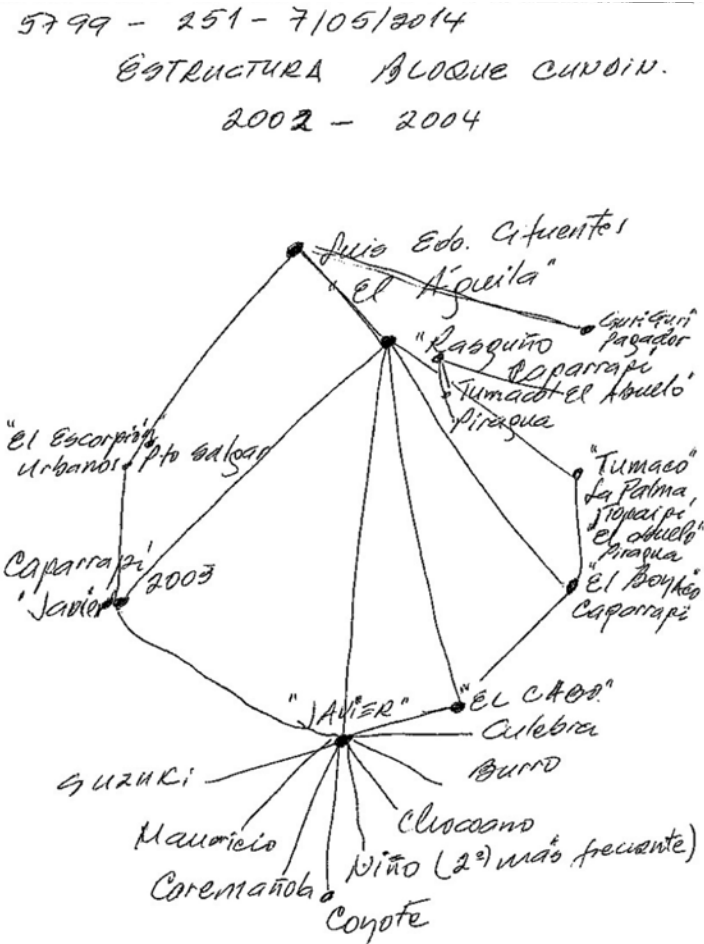 5799 - 251 - 7/05/2014
ESTRUCTURA BLOQUE CUNDIN.
2002 - 2004
Luis Edo. Cifuentes
"El Águila"
GuriGuri
Pagador
"Rasguño
Caparrapí
Tumaco El Abuelo"
Piragua
"El Escorpión"
Urbanos Pto Salgar
"Tumaco"
La Palma,
Topaipí
"El abuelo"
Piragua
Caparrapí
"Javier 2003
"El Boyaco
Caparrapí
"JAVIER"
"EL CABO"
Culebra
Burro
SUZUKi
Chocoano
Mauricio
Niño (2º) más frecuente)
Caremañola
Coyote